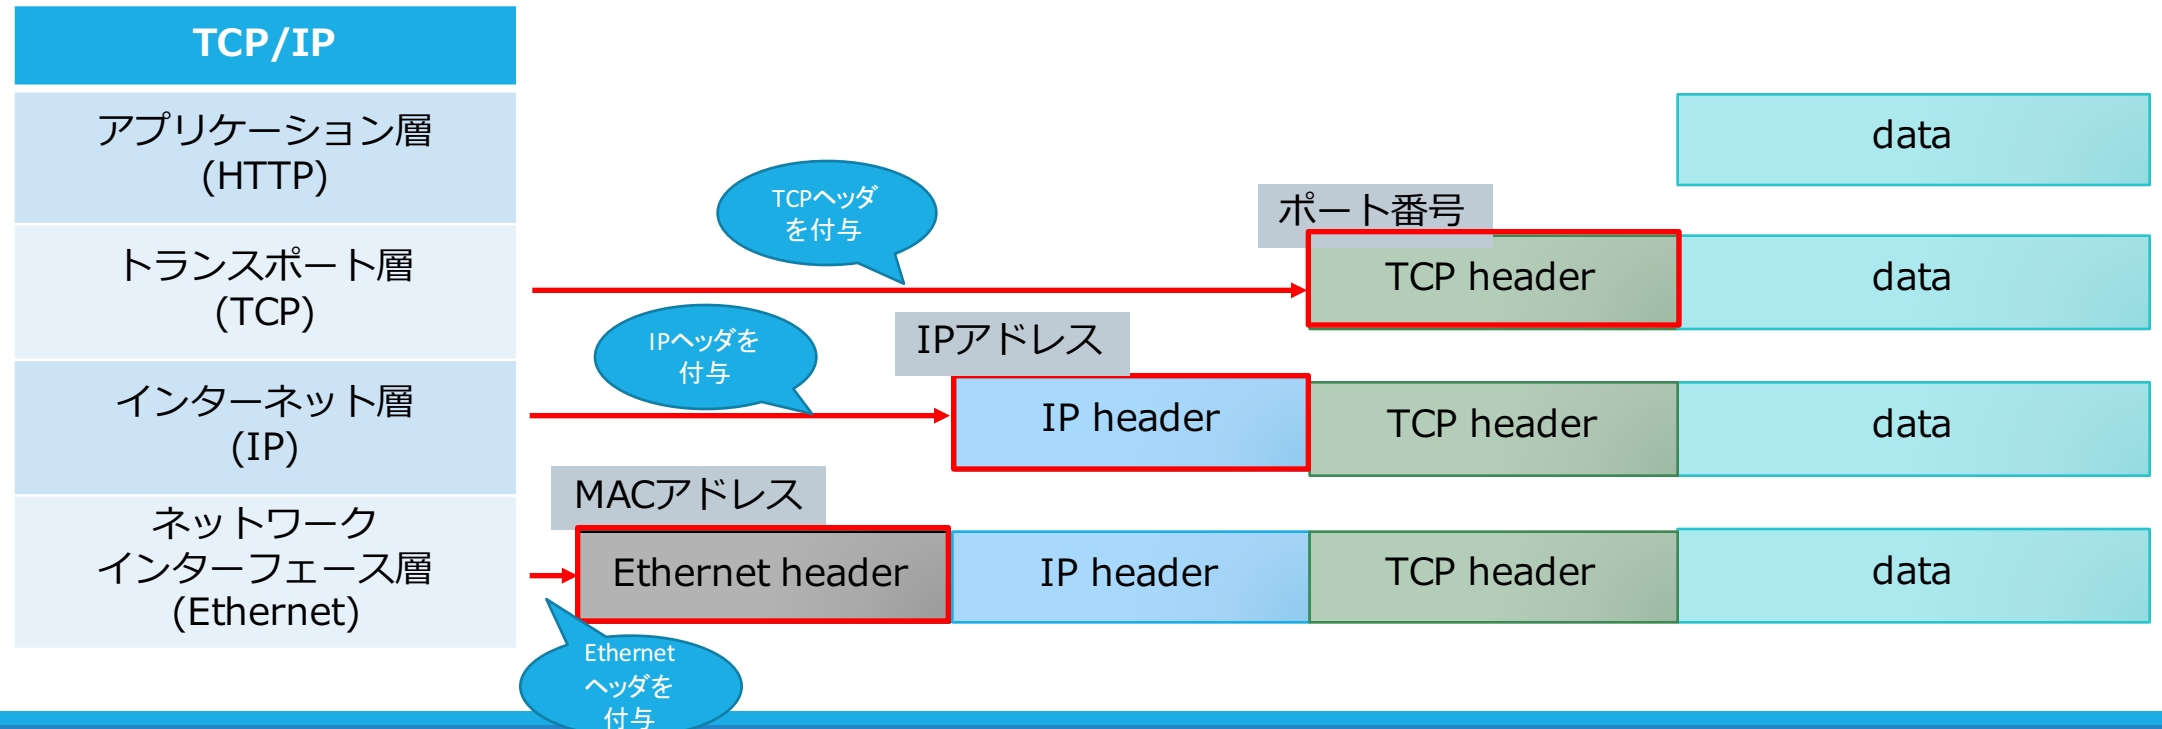 TCP/IP
アプリケーション層
(HTTP)
data
TCPヘッダ
を付与
ポート番号
トランスポート層
(TCP)
TCP header
data
IPヘッダを
付与
IPアドレス
インターネット層
(IP)
IP header
TCP header
data
MACアドレス
ネットワーク
インターフェース層
(Ethernet)
Ethernet header
IP header
TCP header
data
Ethernet
ヘッダを
付与